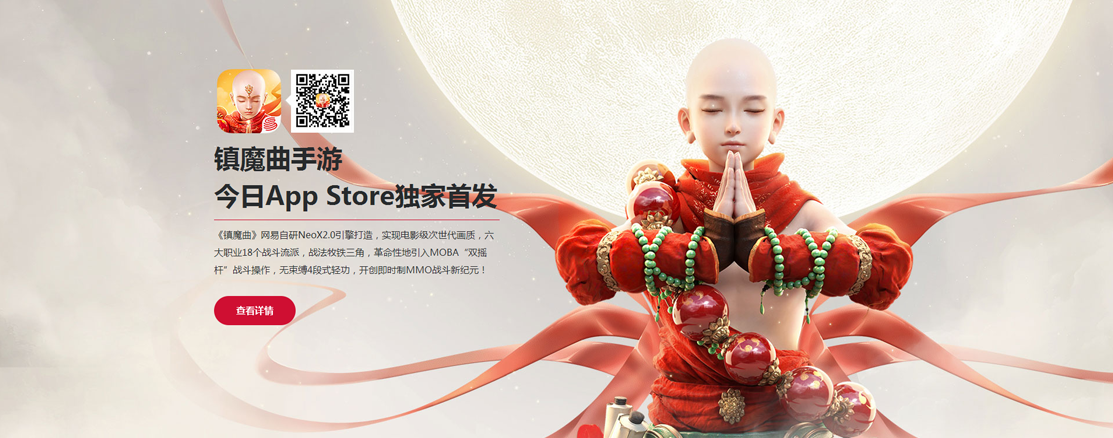 镇魔曲手游
今日App Store独家首发
《镇魔曲》网易自研NeoX2.0引擎打造，实现电影级次世代画质，六
大职业18个战斗流派，战法牧铁三角，革命性地引入MOBA“双摇
杆”战斗操作，无束缚4段式轻功，开创即时制MMO战斗新纪元！
查看详情